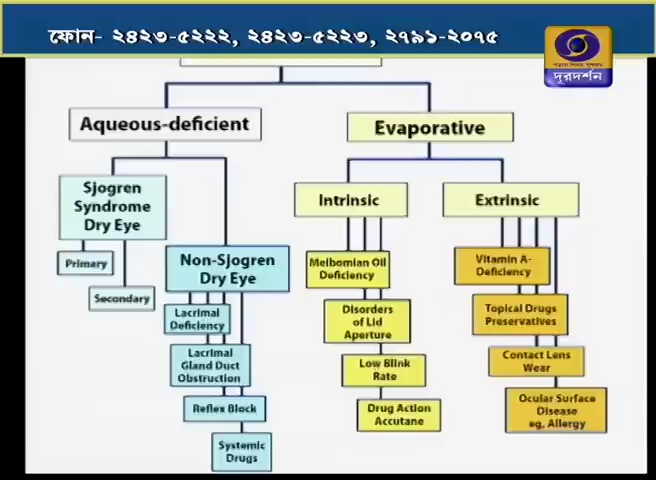 ফোন- ২৪২৩-৫২২২, ২৪২৩-৫২২৩, ২৭৯১-২০৭৫
দূরদর্শন
Aqueous-deficient
Evaporative
Sjogren
Syndrome
Dry Eye
Primary
Secondary
Non-Sjogren
Dry Eye
Lacrimal
Deficiency
Lacrimal
Gland Duct
Obstruction
Reflex Block
Systemic
Drugs
Intrinsic
Meibomian Oil
Deficiency
Disorders
of Lid
Aperture
Low Blink
Rate
Drug Action
Accutane
Extrinsic
Vitamin A-
Deficiency
Topical Drugs
Preservatives
Contact Lens
Wear
Ocular Surface
Disease
eg, Allergy